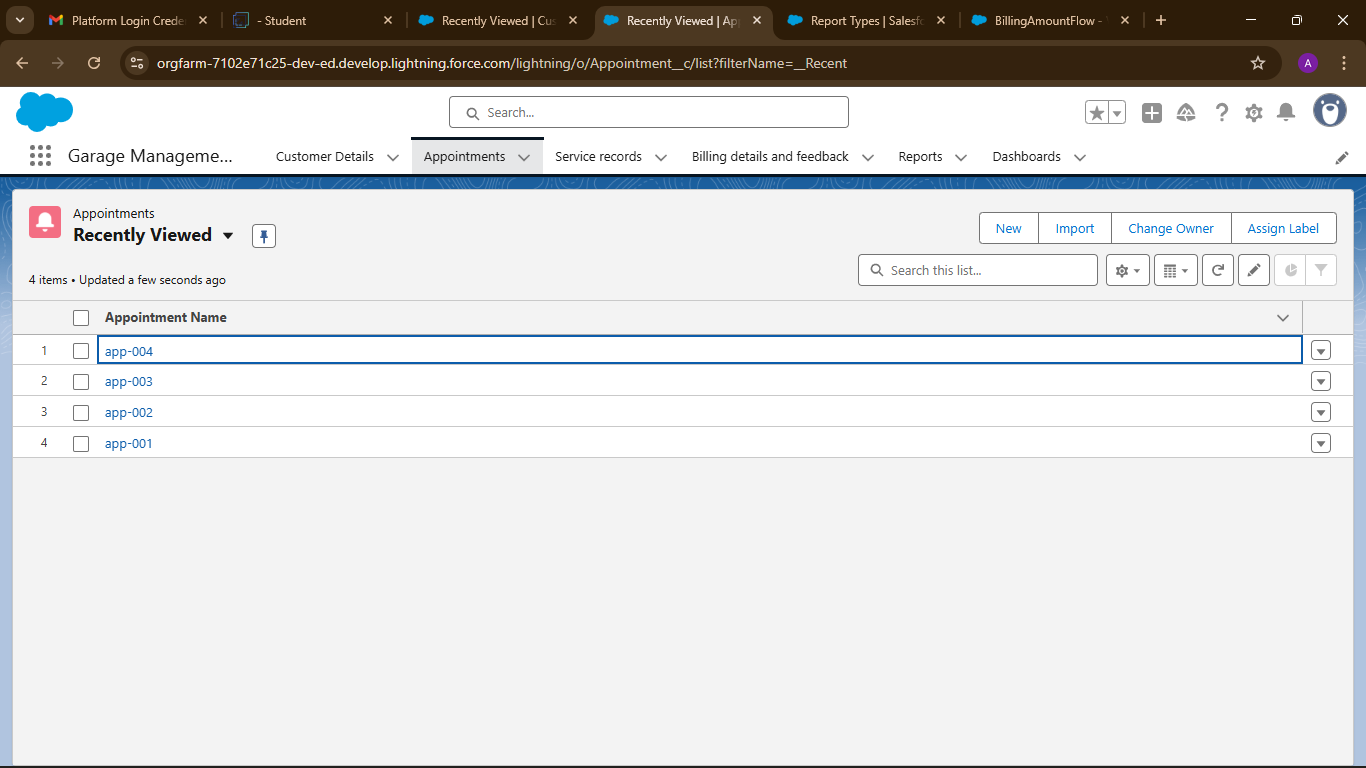 Platform Login Crede
- Student
Recently Viewed | Cus
Recently Viewed | Ap
Report Types | Salesfo
BillingAmountFlow -
orgfarm-7102e71c25-dev-ed.develop.lightning.force.com/lightning/o/Appointment__c/list?filterName=__Recent
A
Search...
Garage Manageme...
Customer Details
Appointments
Service records
Billing details and feedback
Reports
Dashboards
Appointments
Recently Viewed
New
Import
Change Owner
Assign Label
4 items • Updated a few seconds ago
Search this list...
Appointment Name
1 app-004
2 app-003
3 app-002
4 app-001